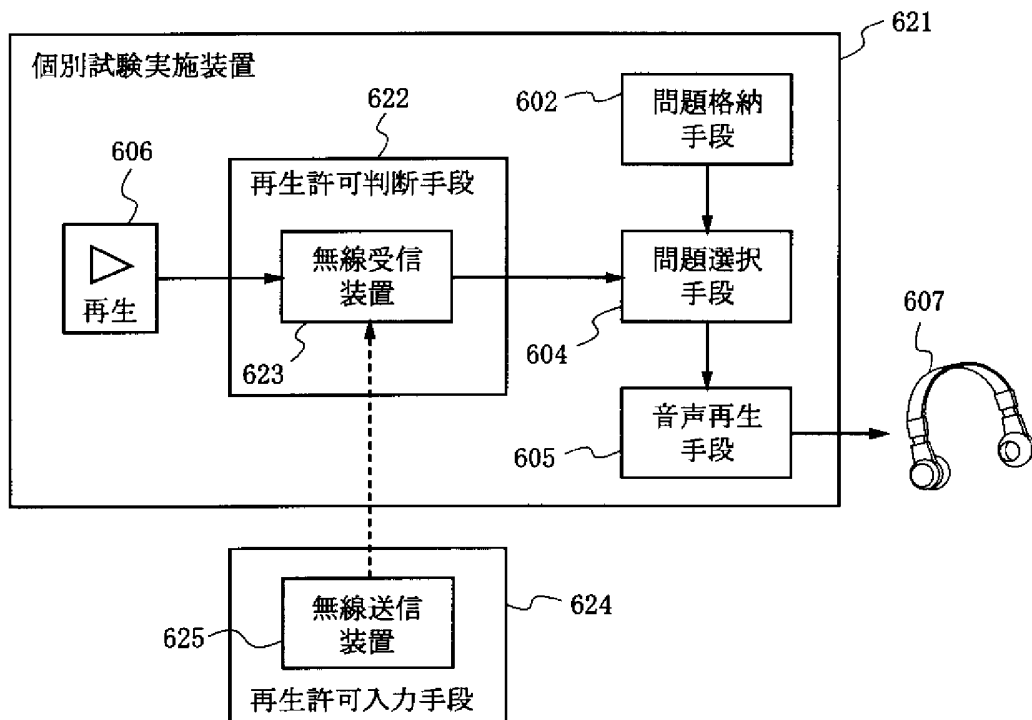 621
個別試験実施装置
602
問題格納
手段
622
606
再生許可判断手段
再生
無線受信
装置
623
問題選択
手段
604
607
音声再生
手段
605
無線送信
装置
625
624
再生許可入力手段